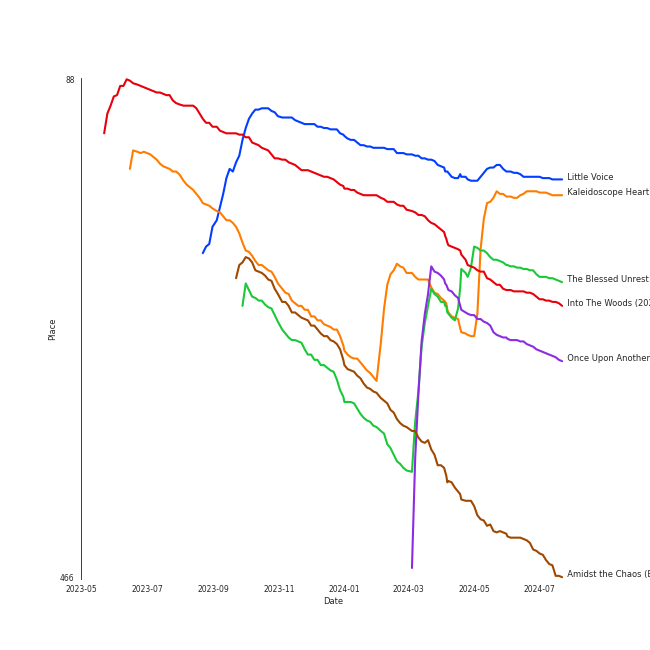 88
Little Voice
Kaleidoscope Heart
The Blessed Unrest
Into The Woods (202
Place
Once Upon Another
466
Amidst the Chaos (
2023-05 2023-07 2023-09 2023-11 2024-01 2024-03 2024-05 2024-07
Date